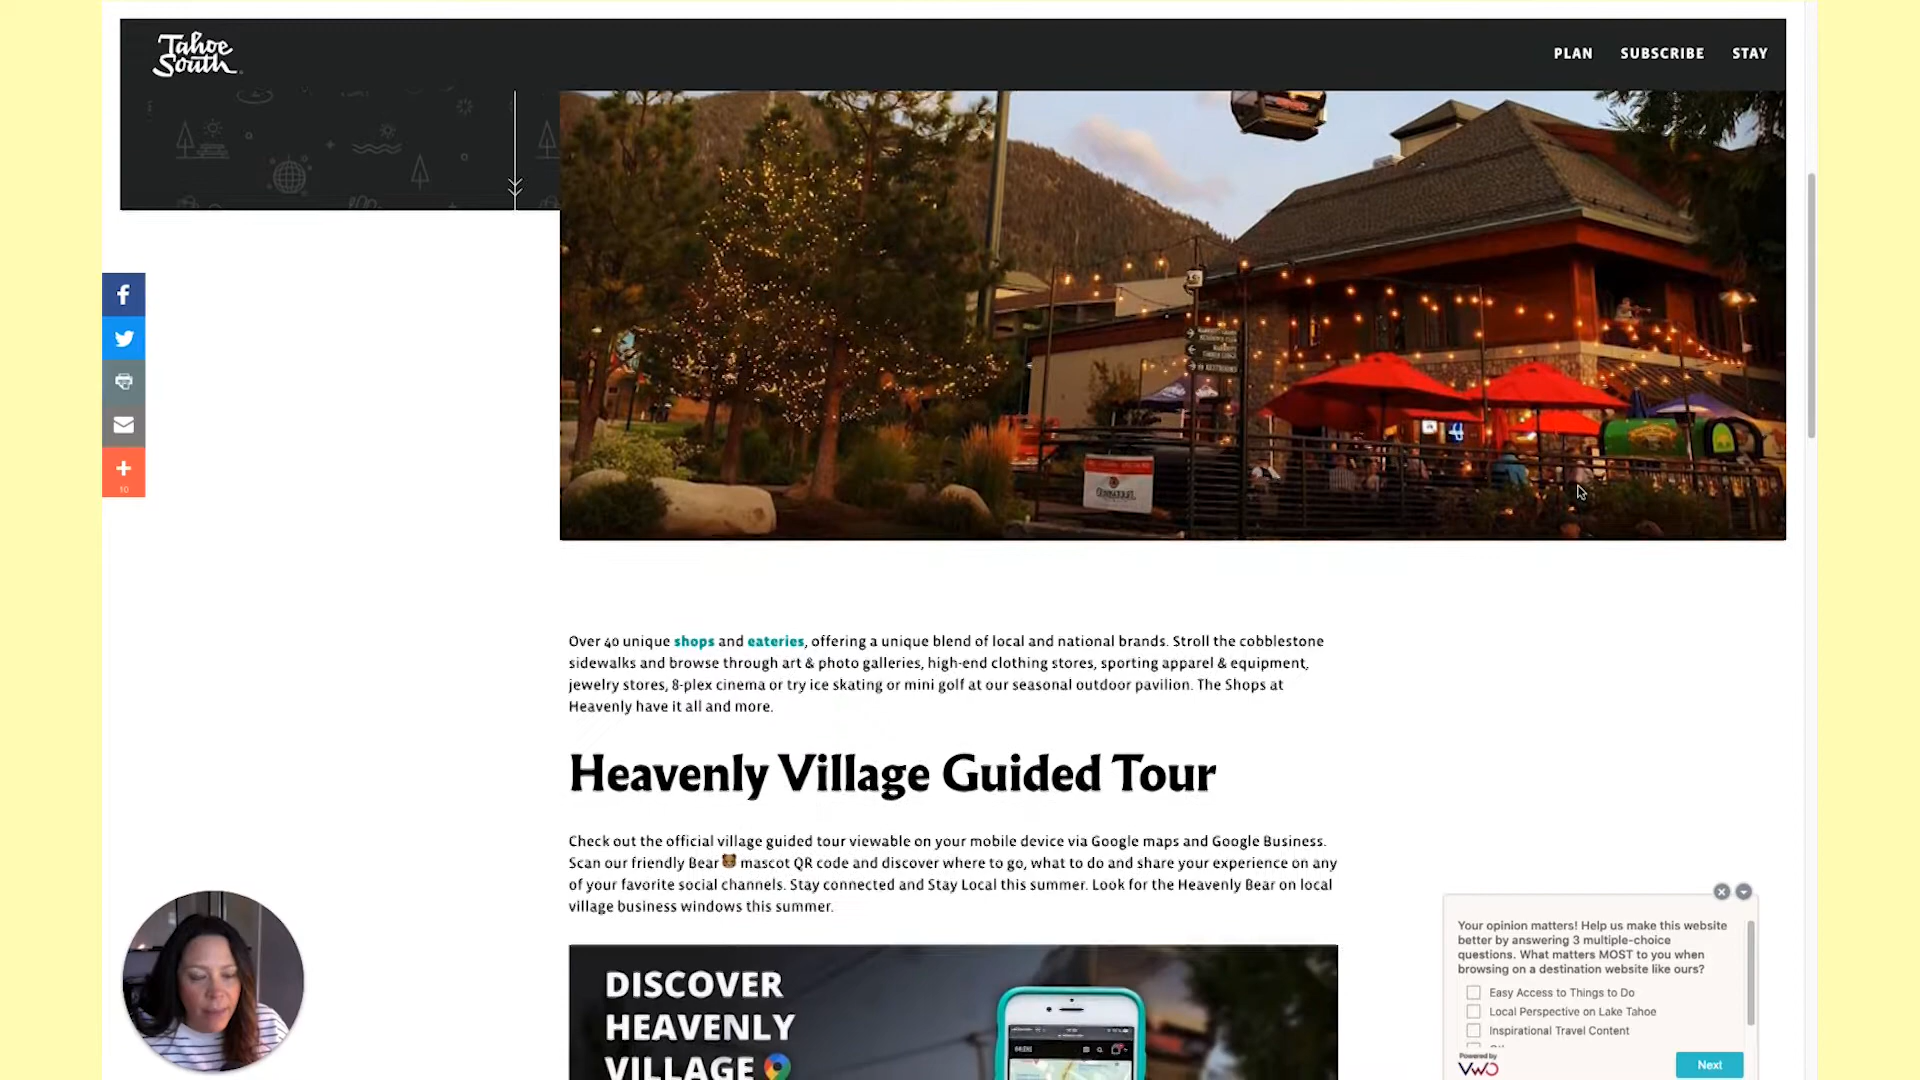 Tahoe South
PLAN SUBSCRIBE STAY
10
Over 40 unique shops and eateries, offering a unique blend of local and national brands. Stroll the cobblestone
sidewalks and browse through art & photo galleries, high-end clothing stores, sporting apparel & equipment,
jewelry stores, 8-plex cinema or try ice skating or mini golf at our seasonal outdoor pavilion. The Shops at
Heavenly have it all and more.
Heavenly Village Guided Tour
Check out the official village guided tour viewable on your mobile device via Google maps and Google Business.
Scan our friendly Bear🐻 mascot QR code and discover where to go, what to do and share your experience on any
of your favorite social channels. Stay connected and Stay Local this summer. Look for the Heavenly Bear on local
village business windows this summer.
DISCOVER
HEAVENLY
VILLAGE
Your opinion matters! Help us make this website
better by answering 3 multiple-choice
questions. What matters MOST to you when
browsing on a destination website like ours?
Easy Access to Things to Do
Local Perspective on Lake Tahoe
Inspirational Travel Content
Powered by
VWO
Next